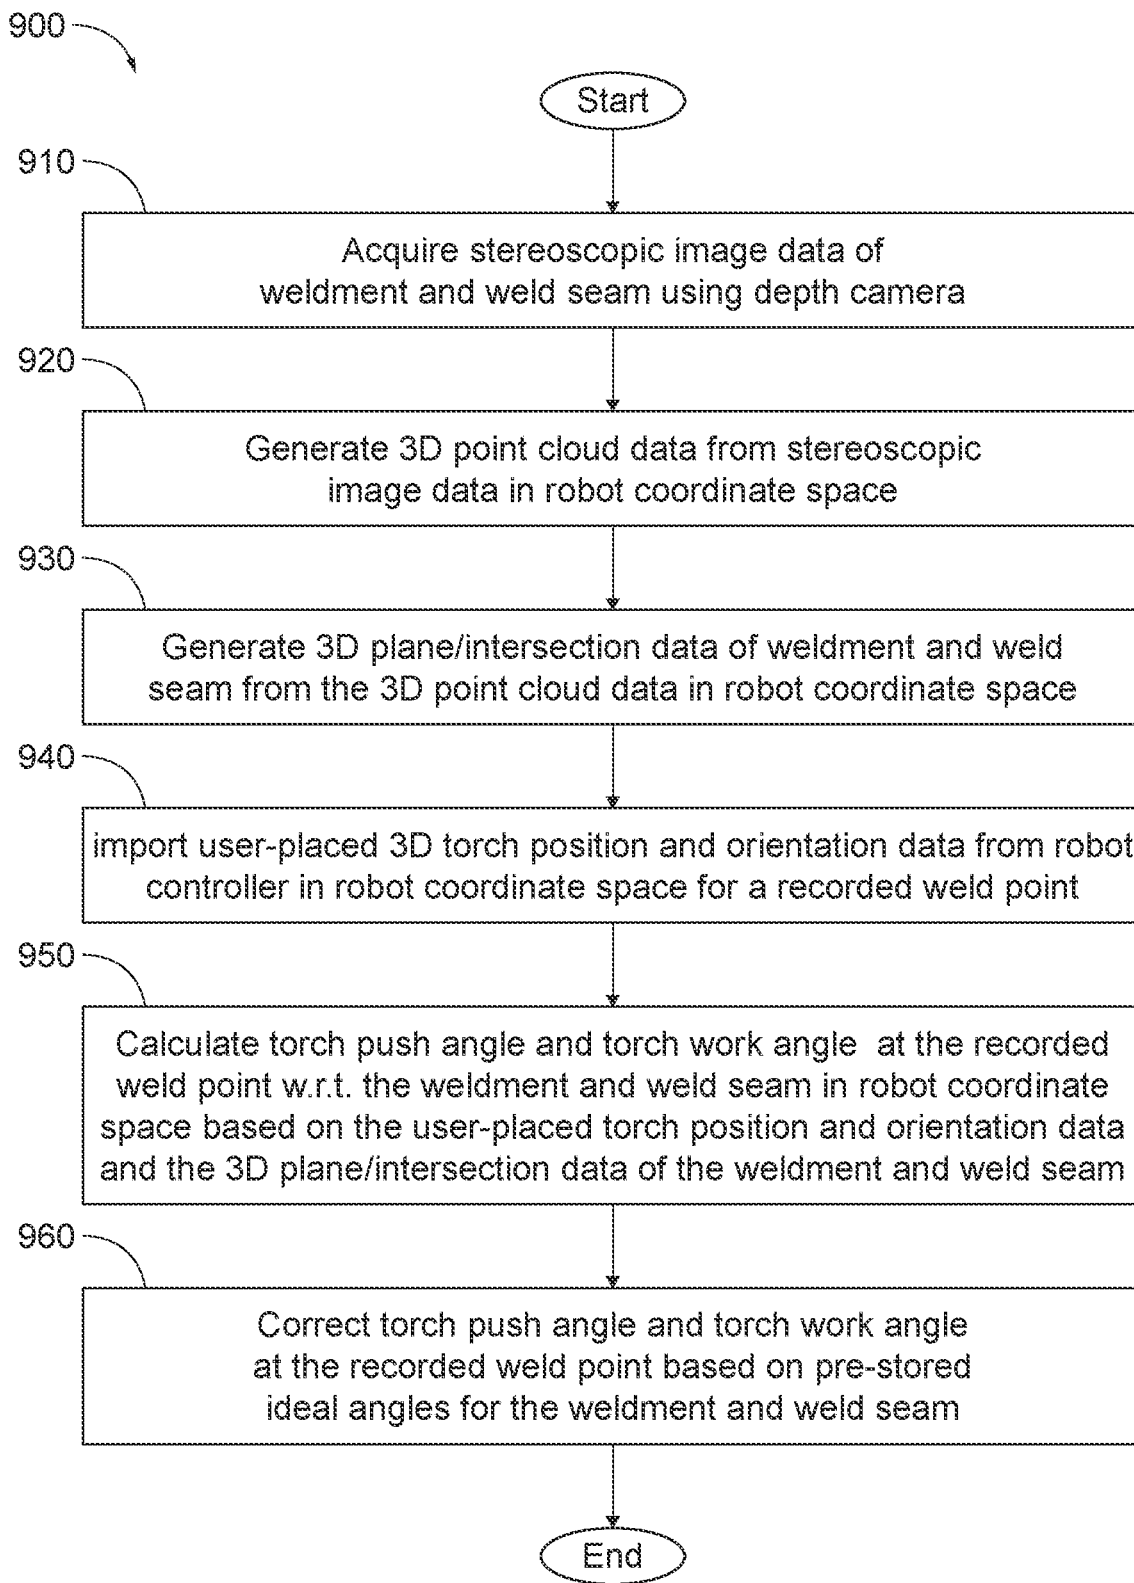 900
Start
910
Acquire stereoscopic image data of
weldment and weld seam using depth camera
920
Generate 3D point cloud data from stereoscopic
image data in robot coordinate space
930
Generate 3D plane/intersection data of weldment and weld
seam from the 3D point cloud data in robot coordinate space
940
import user-placed 3D torch position and orientation data from robot
controller in robot coordinate space for a recorded weld point
950
Calculate torch push angle and torch work angle at the recorded
weld point w.r.t. the weldment and weld seam in robot coordinate
space based on the user-placed torch position and orientation data
and the 3D plane/intersection data of the weldment and weld seam
960
Correct torch push angle and torch work angle
at the recorded weld point based on pre-stored
ideal angles for the weldment and weld seam
End